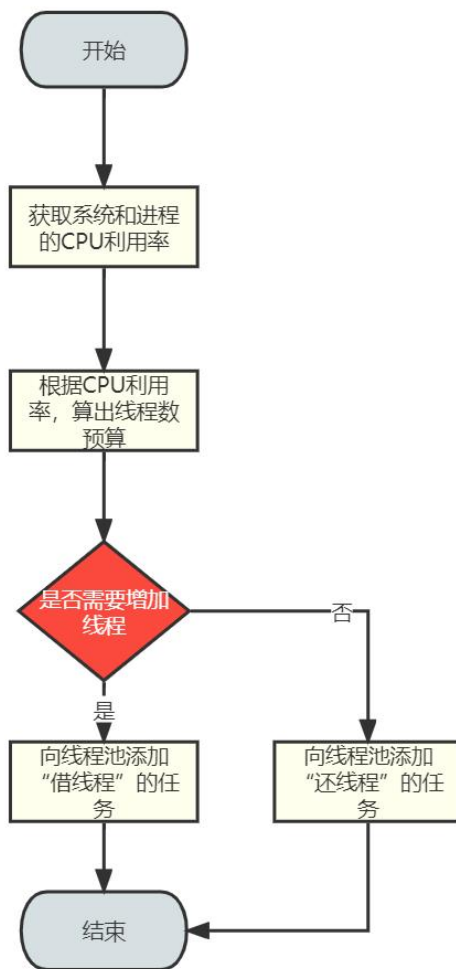 开始
获取系统和进程
的CPU利用率
根据CPU利用
率，算出线程数
预算
是否需要增加
线程
否
是
向线程池添加
“借线程”的任
务
向线程池添加
“还线程”的任
务
结束